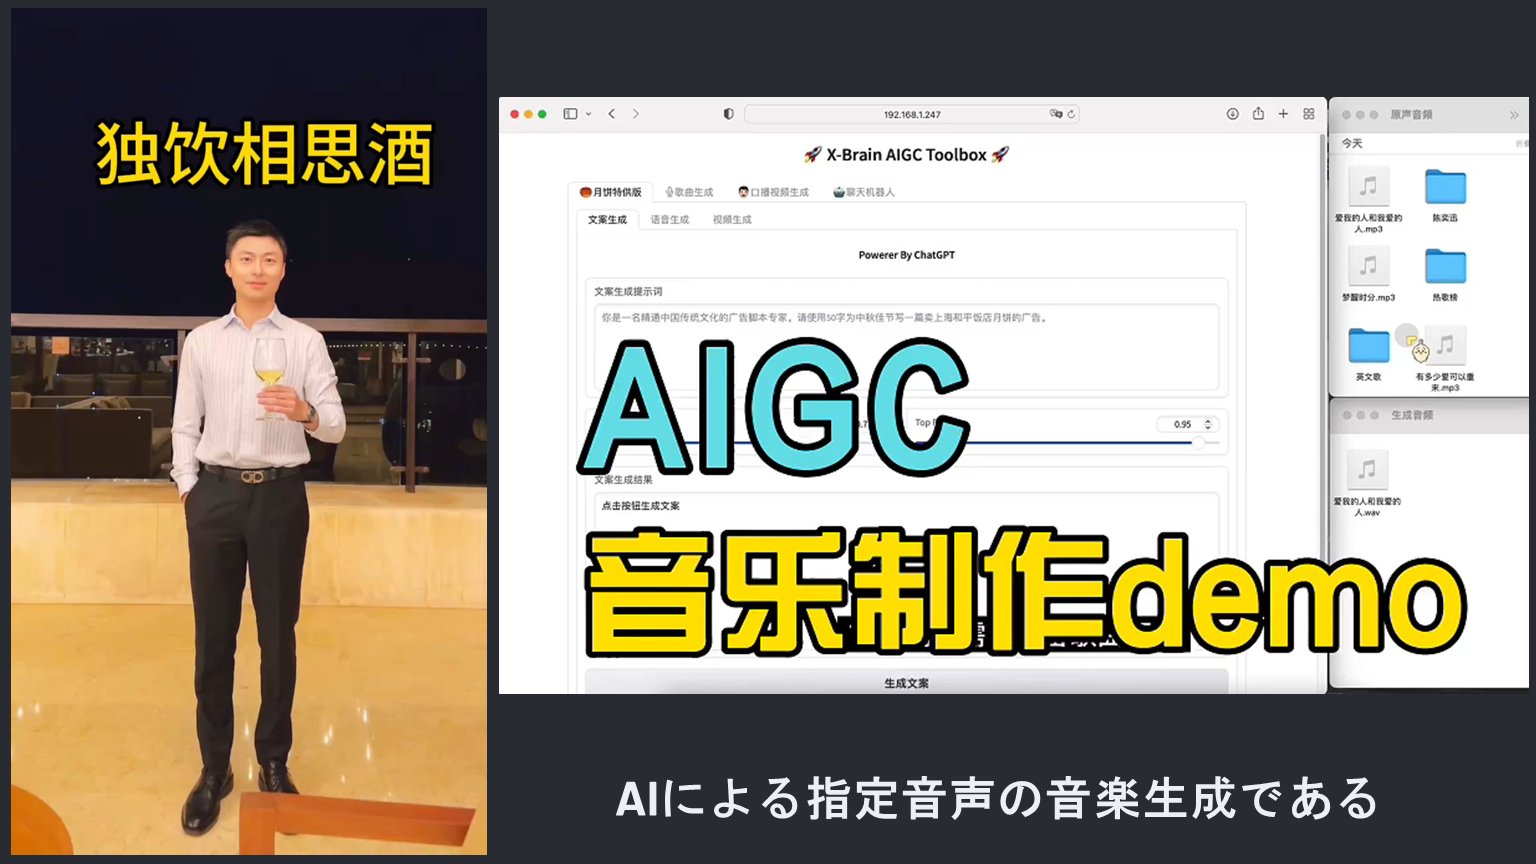 独饮相思酒
192.168.1.247
🚀 X-Brain AIGC Toolbox 🚀
月饼特供版 歌曲生成 口播视频生成 聊天机器人
文案生成 语音生成 视频生成
Powerer By ChatGPT
文案生成提示词
你是一名精通中国传统文化的广告脚本专家。请使用50字为中秋佳节写一篇卖上海和平饭店月饼的广告。
AIGC
Top
0.95
文案生成结果
点击按钮生成文案
音乐制作demo
生成文案
原声音频
今天
爱我的人和我爱的
人.mp3
陈奕迅
梦醒时分.mp3
热歌榜
英文歌
有多少爱可以重
来.mp3
生成音频
爱我的人和我爱的
人.wav
AIによる指定音声の音楽生成である